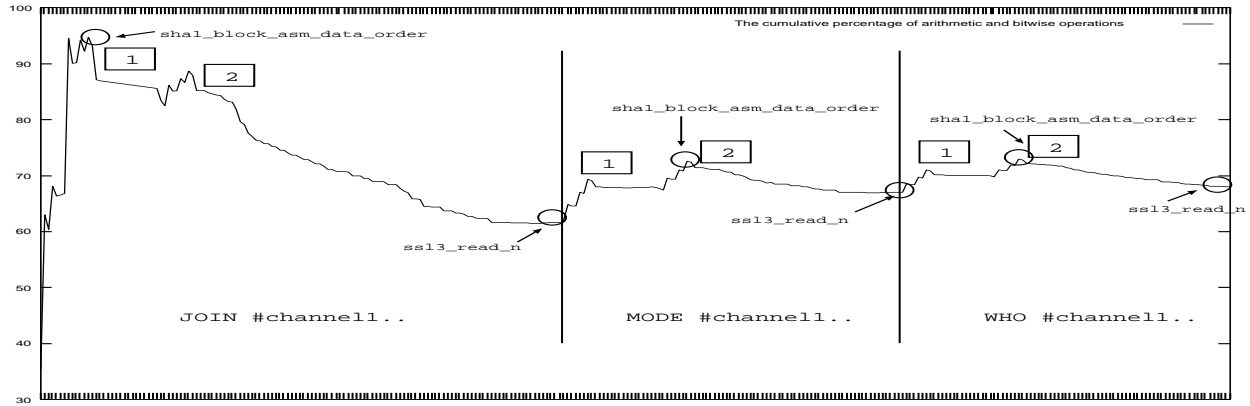 100
The cumulative percentage of arithmetic and bitwise operations
sha1_block_asm_data_order
90
1
2
80
sha1_block_asm_data_order
sha1_block_asm_data_order
70
1
2
1
2
ssl3_read_n
ssl3_read_n
60
ssl3_read_n
50
JOIN #channel1..
MODE #channel1..
WHO #channel1..
40
30